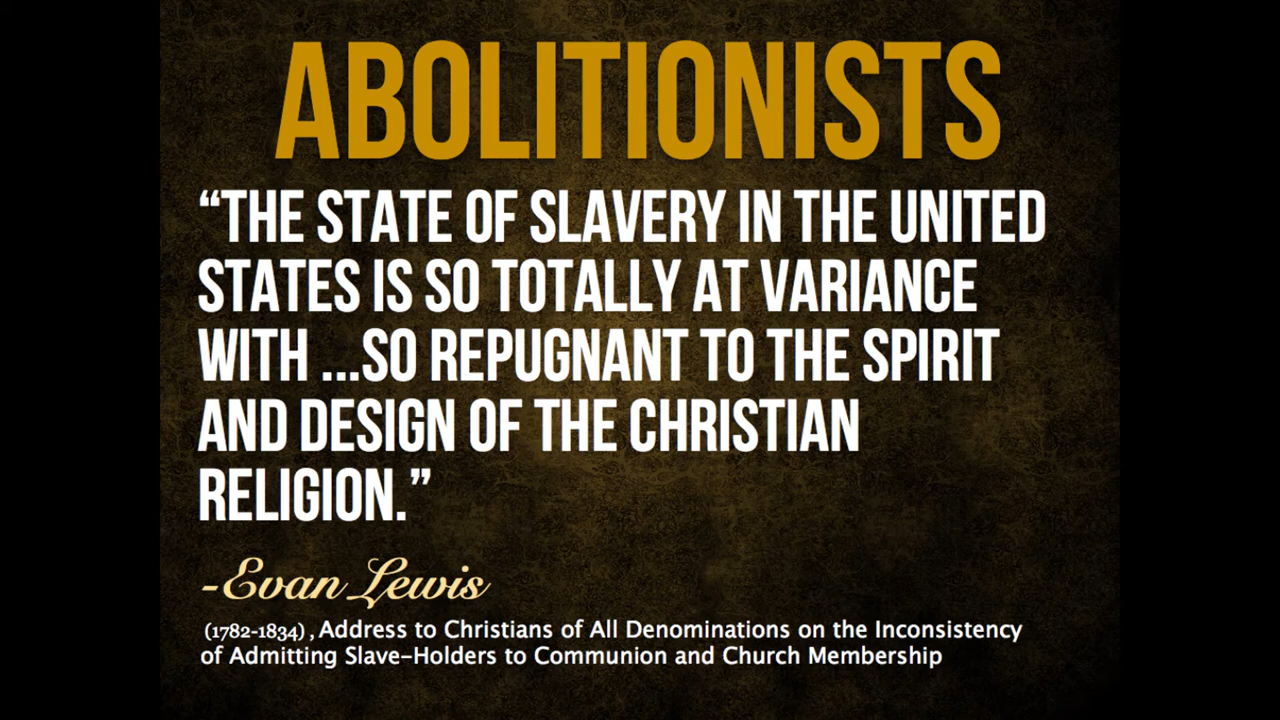 ABOLITIONISTS
“THE STATE OF SLAVERY IN THE UNITED
STATES IS SO TOTALLY AT VARIANCE
WITH ...SO REPUGNANT TO THE SPIRIT
AND DESIGN OF THE CHRISTIAN
RELIGION.”
-Evan Lewis
(1782-1834) , Address to Christians of All Denominations on the Inconsistency
of Admitting Slave-Holders to Communion and Church Membership